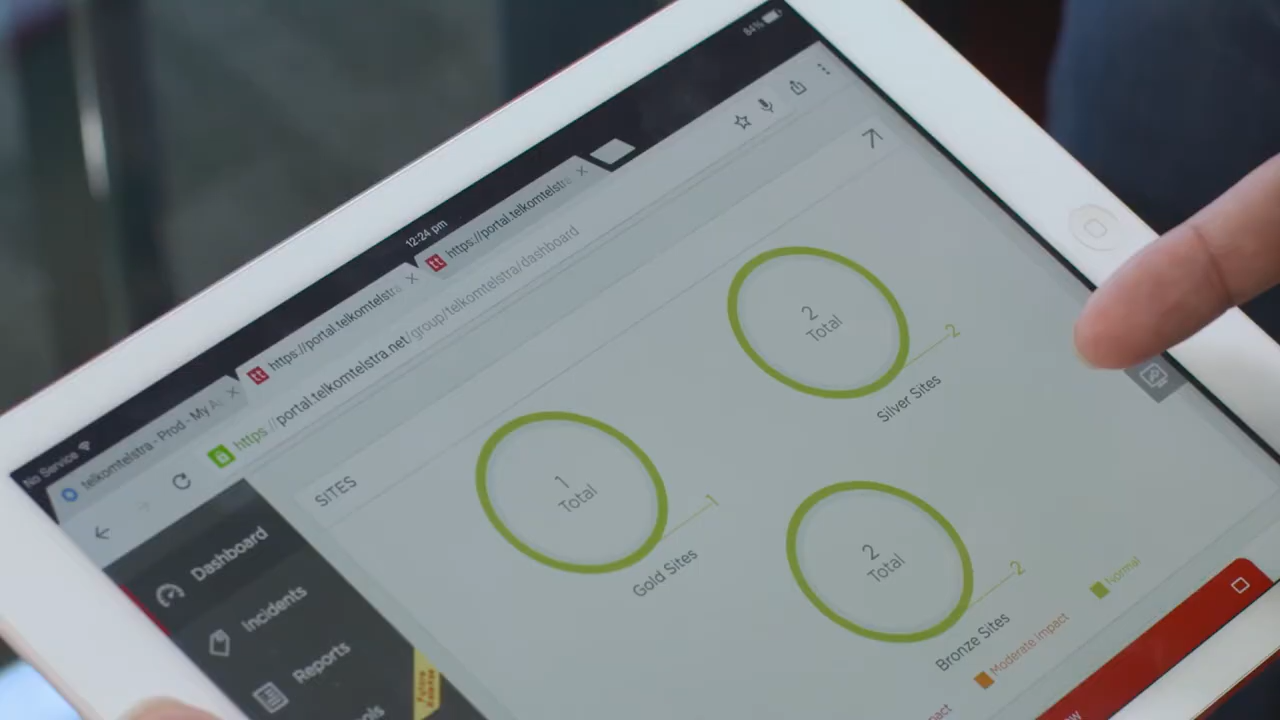 No Service
12:24 pm
84%
telkomtelstra - Prod - My A
https://portal.telkomtelstra
https://portal.telkomtelstra
https://portal.telkomtelstra.net/group/telkomtelstra/dashboard
Dashboard
Incidents
Reports
SITES
1
Total
1
Gold Sites
2
Total
2
Silver Sites
2
Total
2
Bronze Sites
Moderate impact
Normal